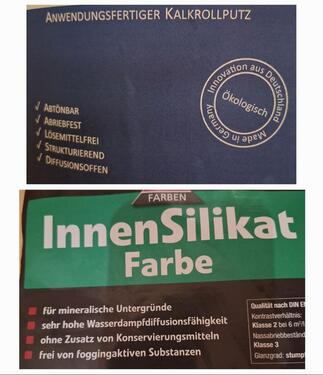 ANWENDUNGSFERTIGER KALKROLLPUTZ
Innovation aus Deutschland
Ökologisch
Made in Germany
✓ ABTÖNBAR
✓ ABRIEBFEST
✓ LÖSEMITTELFREI
✓ STRUKTURIEREND
✓ DIFFUSIONSOFFEN
FARBEN
InnenSilikat
Farbe
für mineralische Untergründe
sehr hohe Wasserdampfdiffusionsfähigkeit
ohne Zusatz von Konservierungsmitteln
frei von foggingaktiven Substanzen
Qualität nach DIN E
Kontrastverhältnis:
Klasse 2 bei 6 m²/
Nassabriebbeständ
Klasse 3
Glanzgrad: stump